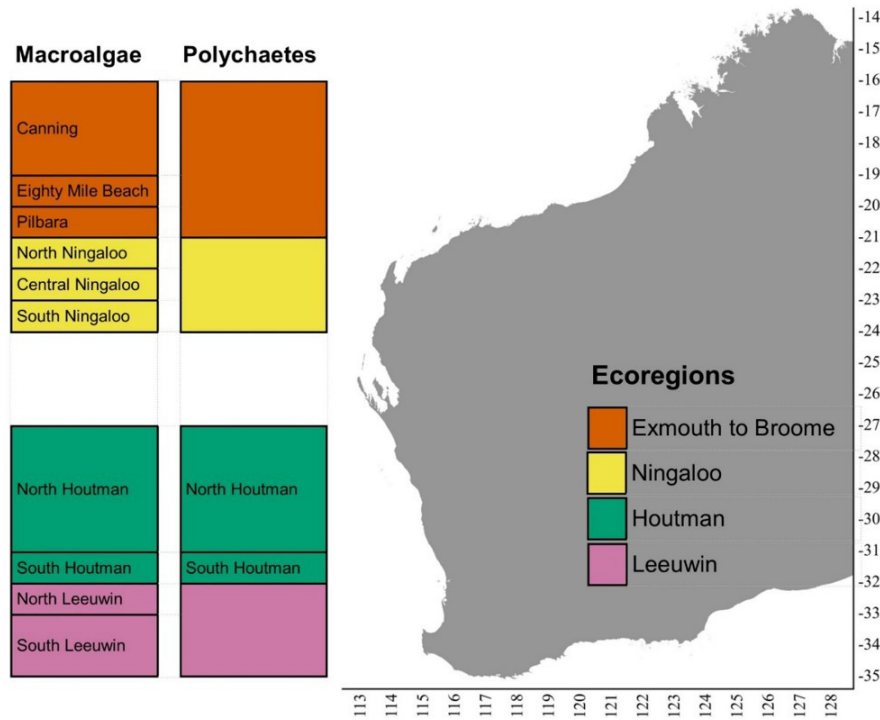 Macroalgae
Polychaetes
Canning
Eighty Mile Beach
Pilbara
North Ningaloo
Central Ningaloo
South Ningaloo
North Houtman
North Houtman
South Houtman
South Houtman
North Leeuwin
South Leeuwin
Ecoregions
Exmouth to Broome
Ningaloo
Houtman
Leeuwin
-14
-15
-16
-17
-18
-19
-20
-21
-22
-23
-24
-25
-26
-27
-28
-29
-30
-31
-32
-33
-34
-35
113
114
115
116
117
118
119
120
121
122
123
124
125
126
127
128